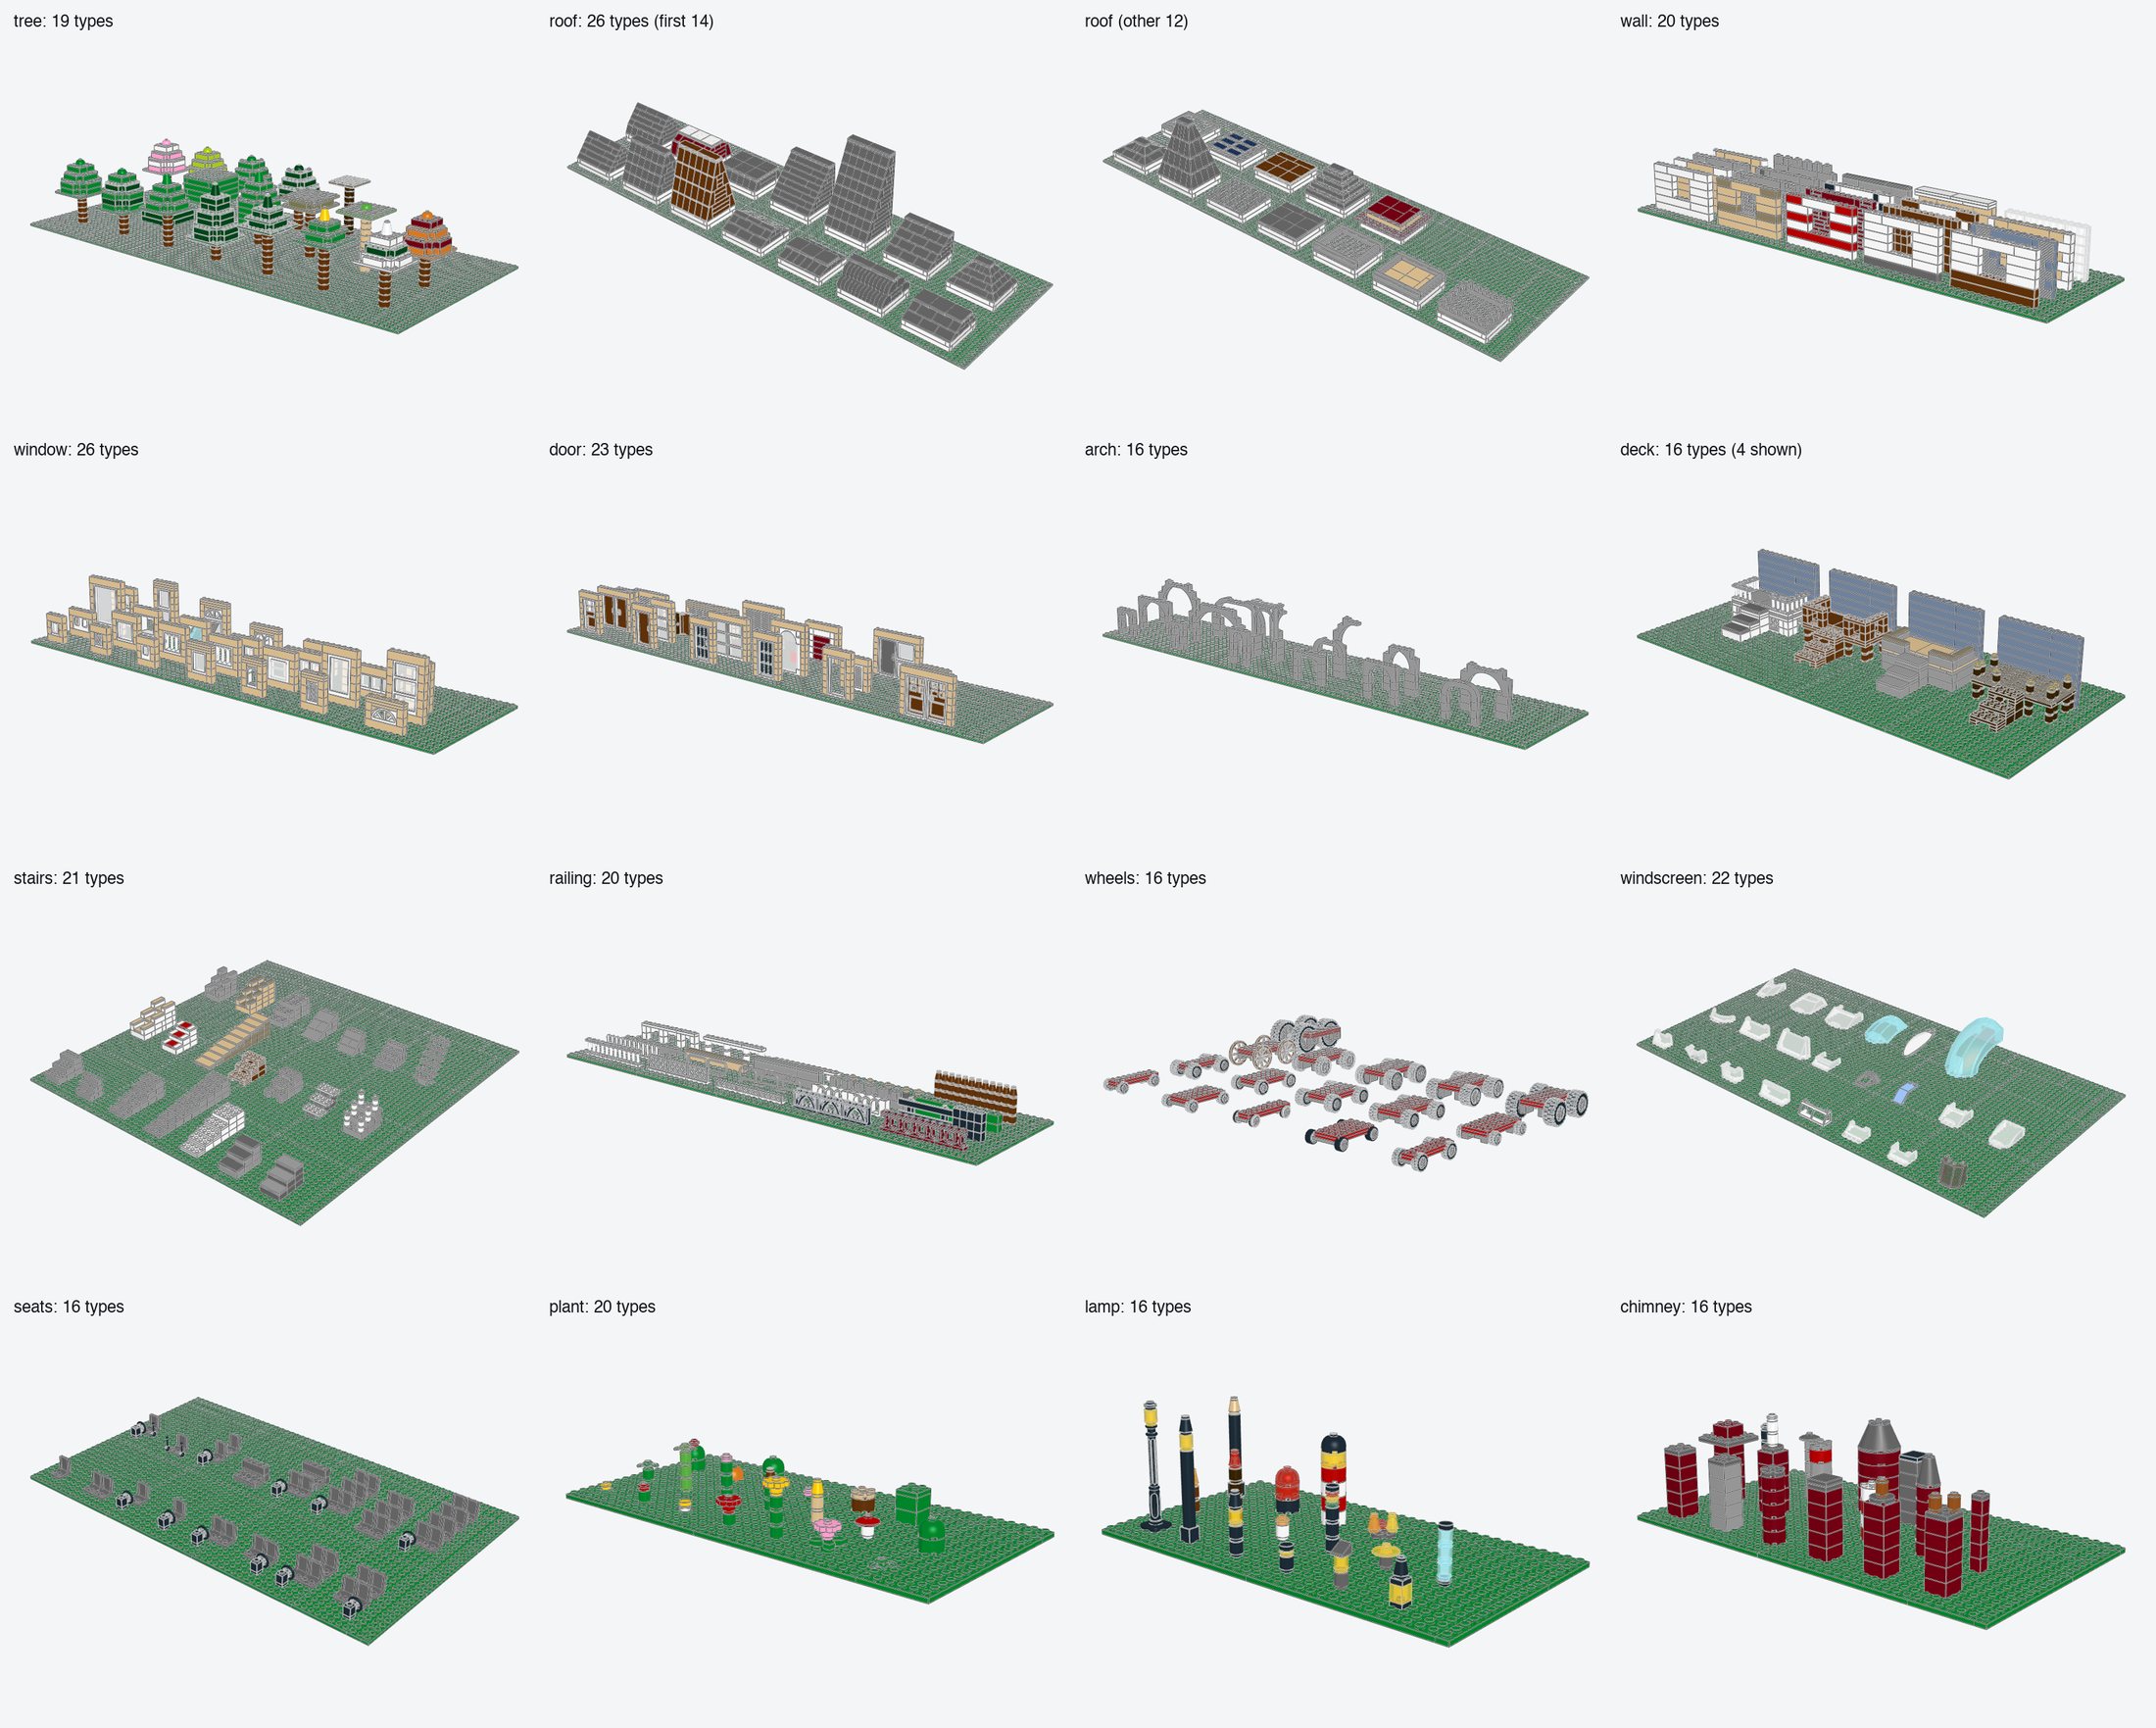 tree: 19 types
roof: 26 types (first 14)
roof (other 12)
wall: 20 types
window: 26 types
door: 23 types
arch: 16 types
deck: 16 types (4 shown)
stairs: 21 types
railing: 20 types
wheels: 16 types
windscreen: 22 types
seats: 16 types
plant: 20 types
lamp: 16 types
chimney: 16 types